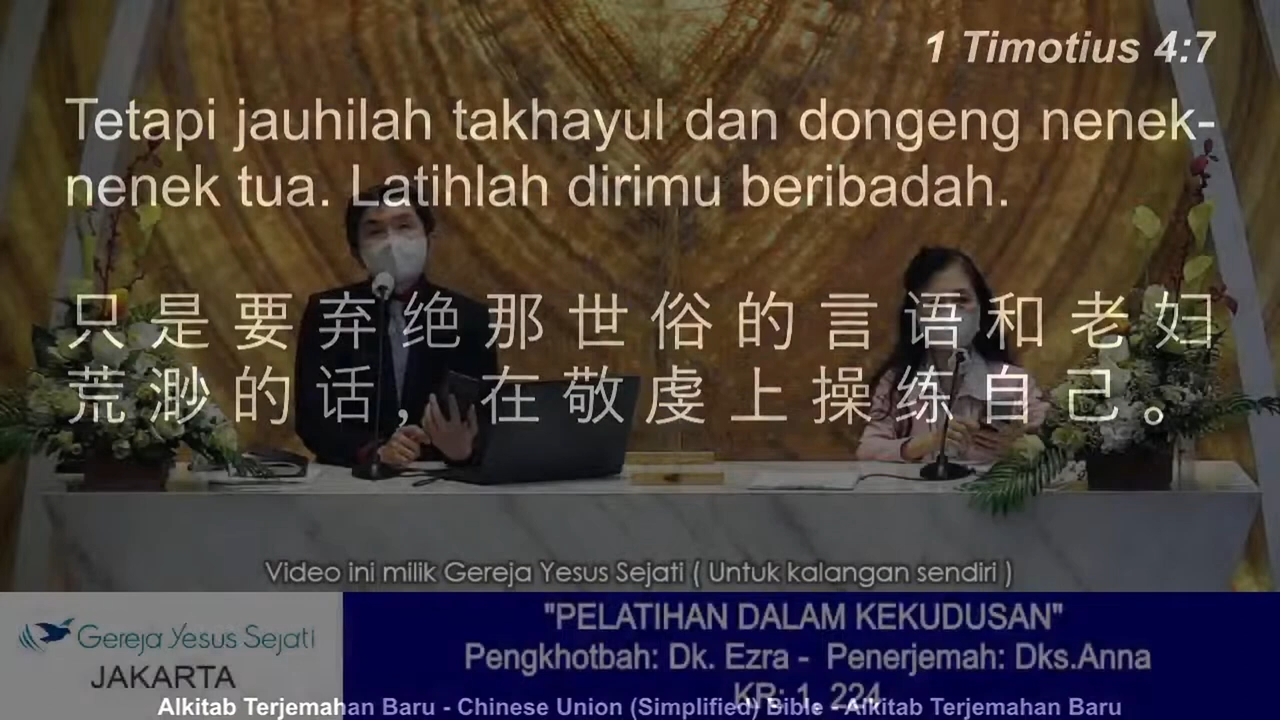 1 Timotius 4:7
Tetapi jauhilah takhayul dan dongeng nenek-
nenek tua. Latihlah dirimu beribadah.
只是要弃绝那世俗的言语和老妇
荒渺的话，在敬虔上操练自己。
Video ini milik Gereja Yesus Sejati ( Untuk kalangan sendiri )
Gereja Yesus Sejati
JAKARTA
"PELATIHAN DALAM KEKUDUSAN"
Pengkhotbah: Dk. Ezra - Penerjemah: Dks.Anna
KR: 1, 224
Alkitab Terjemahan Baru - Chinese Union (Simplified) Bible - Alkitab Terjemahan Baru